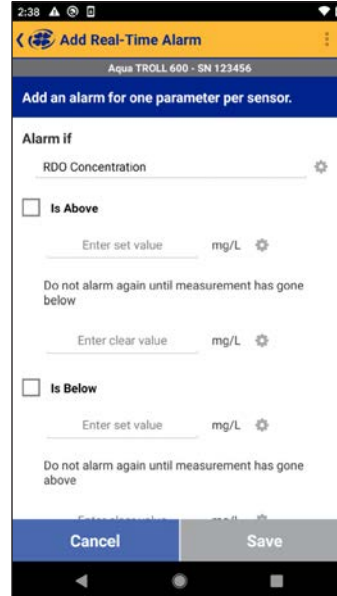 2:38
Add Real-Time Alarm
Aqua TROLL 600 - SN 123456
Add an alarm for one parameter per sensor.
Alarm if
RDO Concentration
Is Above
Enter set value mg/L
Do not alarm again until measurement has gone
below
Enter clear value mg/L
Is Below
Enter set value mg/L
Do not alarm again until measurement has gone
above
Cancel Save